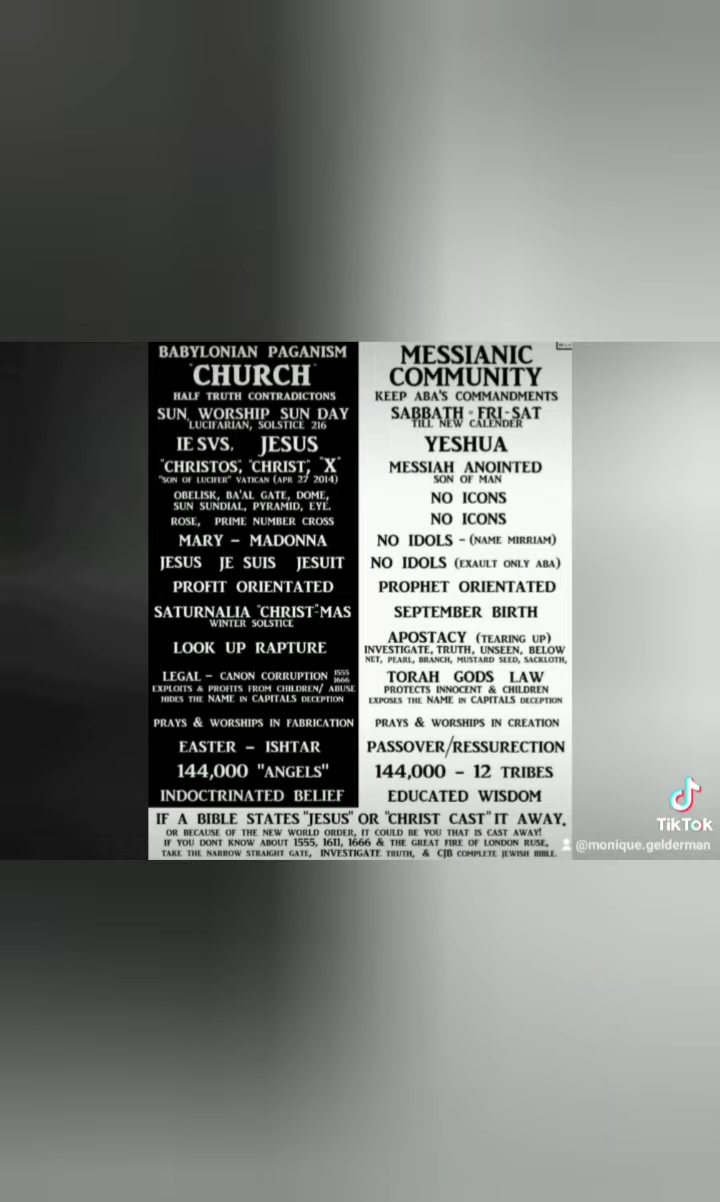 BABYLONIAN PAGANISM
"CHURCH"
HALF TRUTH CONTRADICTONS
SUN WORSHIP SUN DAY
LUCIFARIAN, SOLSTICE 216
IESVS. JESUS
"CHRISTOS", "CHRIST", "X"
"SON OF LUCIFER" VATICAN (APR 27 2014)
OBELISK, BA'AL GATE, DOME,
SUN SUNDIAL, PYRAMID, EYE.
ROSE, PRIME NUMBER CROSS
MARY – MADONNA
JESUS JE SUIS JESUIT
PROFIT ORIENTATED
SATURNALIA "CHRIST"-MAS
WINTER SOLSTICE
LOOK UP RAPTURE
LEGAL – CANON CORRUPTION 1555 1666
EXPLOITS & PROFITS FROM CHILDREN/ ABUSE
HIDES THE NAME IN CAPITALS DECEPTION
PRAYS & WORSHIPS IN FABRICATION
EASTER – ISHTAR
144,000 "ANGELS"
INDOCTRINATED BELIEF
MESSIANIC
COMMUNITY
KEEP ABA'S COMMANDMENTS
SABBATH = FRI-SAT
TILL NEW CALENDER
YESHUA
MESSIAH ANOINTED
SON OF MAN
NO ICONS
NO ICONS
NO IDOLS – (NAME MIRRIAM)
NO IDOLS (EXAULT ONLY ABA)
PROPHET ORIENTATED
SEPTEMBER BIRTH
APOSTACY (TEARING UP)
INVESTIGATE, TRUTH, UNSEEN, BELOW
NET, PEARL, BRANCH, MUSTARD SEED, SACKLOTH,
TORAH GODS LAW
PROTECTS INNOCENT & CHILDREN
EXPOSES THE NAME IN CAPITALS DECEPTION
PRAYS & WORSHIPS IN CREATION
PASSOVER/RESSURECTION
144,000 – 12 TRIBES
EDUCATED WISDOM
IF A BIBLE STATES "JESUS" OR "CHRIST CAST" IT AWAY.
OR BECAUSE OF THE NEW WORLD ORDER, IT COULD BE YOU THAT IS CAST AWAY!
IF YOU DONT KNOW ABOUT 1555, 1611, 1666 & THE GREAT FIRE OF LONDON RUSE,
TAKE THE NARROW STRAIGHT GATE, INVESTIGATE TRUTH, & CJB COMPLETE JEWISH BIBLE.
TikTok
@monique.gelderman